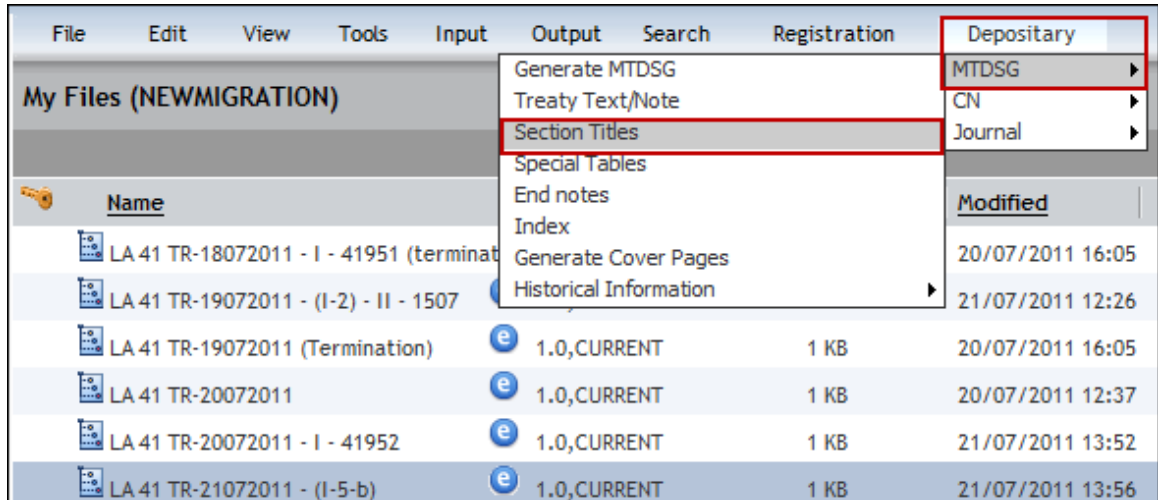 File Edit View Tools Input Output Search Registration Depositary
Generate MTDSG MTDSG
My Files (NEWMIGRATION) Treaty Text/Note CN
Section Titles Journal
Special Tables
End notes
Name Modified
Index
LA 41 TR-18072011 - I - 41951 (terminat Generate Cover Pages 20/07/2011 16:05
LA 41 TR-19072011 - (I-2) - II - 1507 Historical Information 21/07/2011 12:26
LA 41 TR-19072011 (Termination) e 1.0,CURRENT 1 KB 20/07/2011 16:05
LA 41 TR-20072011 e 1.0,CURRENT 1 KB 20/07/2011 12:37
LA 41 TR-20072011 - I - 41952 e 1.0,CURRENT 1 KB 21/07/2011 13:52
LA 41 TR-21072011 - (I-5-b) e 1.0,CURRENT 1 KB 21/07/2011 13:56